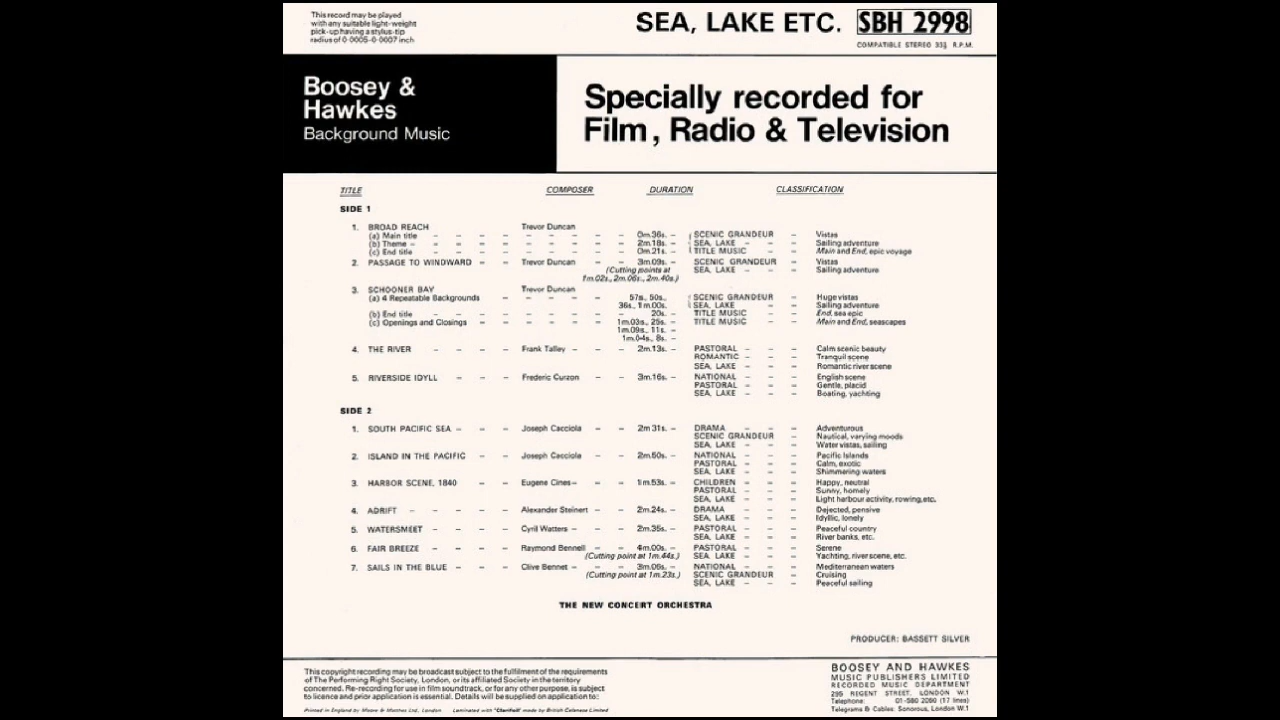 This record may be played
with any suitable light-weight
pick-up having a stylus-tip
radius of 0·0005-0·0007 inch
SEA, LAKE ETC. SBH 2998
COMPATIBLE STEREO 33⅓ R.P.M.
Boosey &
Hawkes
Background Music
Specially recorded for
Film, Radio & Television
TITLE COMPOSER DURATION CLASSIFICATION
SIDE 1
1. BROAD REACH Trevor Duncan
(a) Main title – – – – – – – – 0m.36s. – SCENIC GRANDEUR – Vistas
(b) Theme – – – – – – – – – 2m.18s. – SEA, LAKE – – – Sailing adventure
(c) End title – – – – – – – – 0m.21s. – TITLE MUSIC – – Main and End, epic voyage
2. PASSAGE TO WINDWARD – – Trevor Duncan – – 3m.09s. – SCENIC GRANDEUR – Vistas
(Cutting points at SEA, LAKE – – – Sailing adventure
1m.02s., 2m.06s., 2m.40s.)
3. SCHOONER BAY Trevor Duncan
(a) 4 Repeatable Backgrounds – – – – – 57s., 50s., SCENIC GRANDEUR – Huge vistas
36s., 1m.00s. SEA, LAKE – – – Sailing adventure
(b) End title – – – – – – – – 20s. – TITLE MUSIC – – End, sea epic
(c) Openings and Closings – – – – – – 1m.03s., 25s. – TITLE MUSIC – – Main and End, seascapes
1m.09s., 11s. –
1m.04s., 8s. –
4. THE RIVER – – – Frank Talley – – – 2m.13s. – PASTORAL – – – Calm scenic beauty
ROMANTIC – – – Tranquil scene
SEA, LAKE – – – Romantic river scene
5. RIVERSIDE IDYLL – – – Frederic Curzon – – 3m.16s. – NATIONAL – – – English scene
PASTORAL – – – Gentle, placid
SEA, LAKE – – – Boating, yachting
SIDE 2
1. SOUTH PACIFIC SEA – – – Joseph Cacciola – – 2m 31s. – DRAMA – – – Adventurous
SCENIC GRANDEUR – Nautical, varying moods
SEA, LAKE – – – Water vistas, sailing
2. ISLAND IN THE PACIFIC – – Joseph Cacciola – – 2m.50s. – NATIONAL – – – Pacific Islands
PASTORAL – – – Calm, exotic
SEA, LAKE – – – Shimmering waters
3. HARBOR SCENE, 1840 – – Eugene Cines – – – 1m.53s. – CHILDREN – – – Happy, neutral
PASTORAL – – – Sunny, homely
SEA, LAKE – – – Light harbour activity, rowing, etc.
4. ADRIFT – – – – Alexander Steinert – – 2m.24s. – DRAMA – – – Dejected, pensive
SEA, LAKE – – – Idyllic, lonely
5. WATERSMEET – – – Cyril Watters – – – 2m.35s. – PASTORAL – – – Peaceful country
SEA, LAKE – – – River banks, etc.
6. FAIR BREEZE – – – Raymond Bennell – – 4m.00s. – PASTORAL – – – Serene
(Cutting point at 1m.44s.) SEA, LAKE – – – Yachting, river scene, etc.
7. SAILS IN THE BLUE – – – Clive Bennet – – – 3m.06s. – NATIONAL – – – Mediterranean waters
(Cutting point at 1m.23s.) SCENIC GRANDEUR – Cruising
SEA, LAKE – – – Peaceful sailing
THE NEW CONCERT ORCHESTRA
PRODUCER: BASSETT SILVER
This copyright recording may be broadcast subject to the fulfilment of the requirements
of The Performing Right Society, London, or its affiliated Society in the territory
concerned. Re-recording for use in film soundtrack, or for any other purpose, is subject
to licence and prior application is essential. Details will be supplied on application to:
Printed in England by Moore & Matthes Ltd., London Laminated with "Clarifoil" made by British Celanese Limited
BOOSEY AND HAWKES
MUSIC PUBLISHERS LIMITED
RECORDED MUSIC DEPARTMENT
295 REGENT STREET, LONDON W.1
Telephone: 01-580 2060 (17 lines)
Telegrams & Cables: Sonorous, London W.1